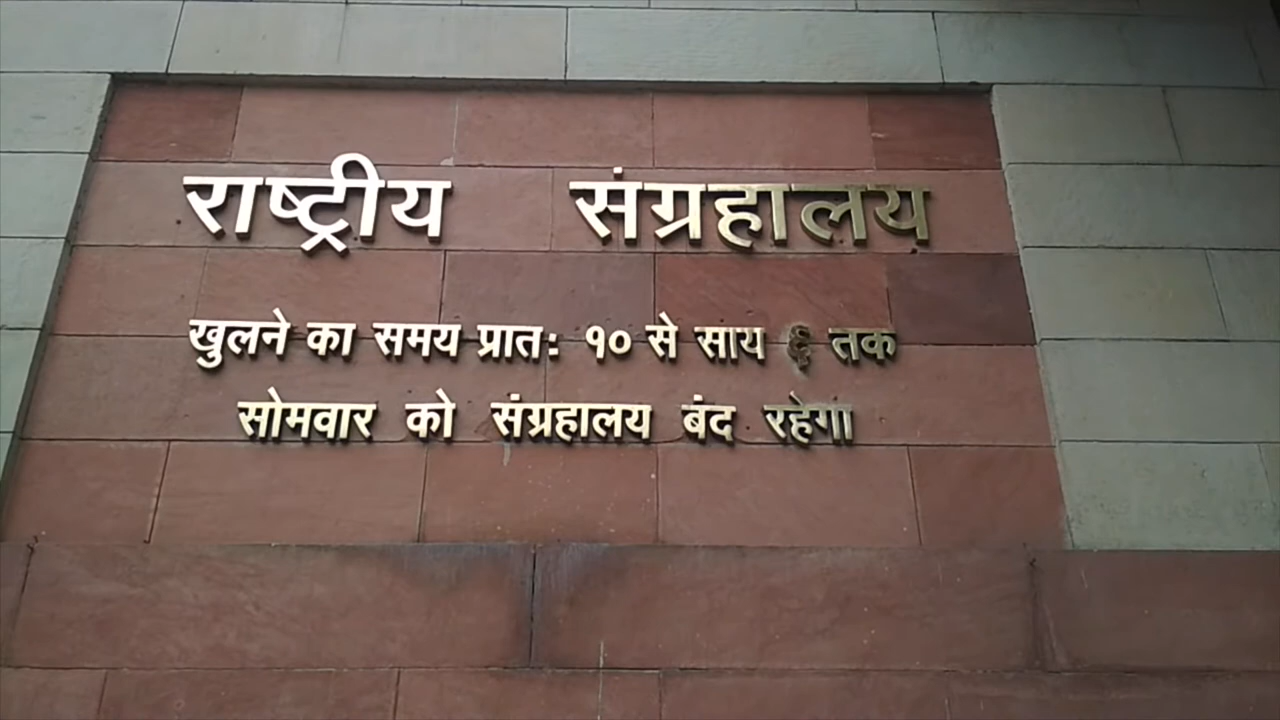 राष्ट्रीय संग्रहालय
खुलने का समय प्रातः १० से साय ६ तक
सोमवार को संग्रहालय बंद रहेगा